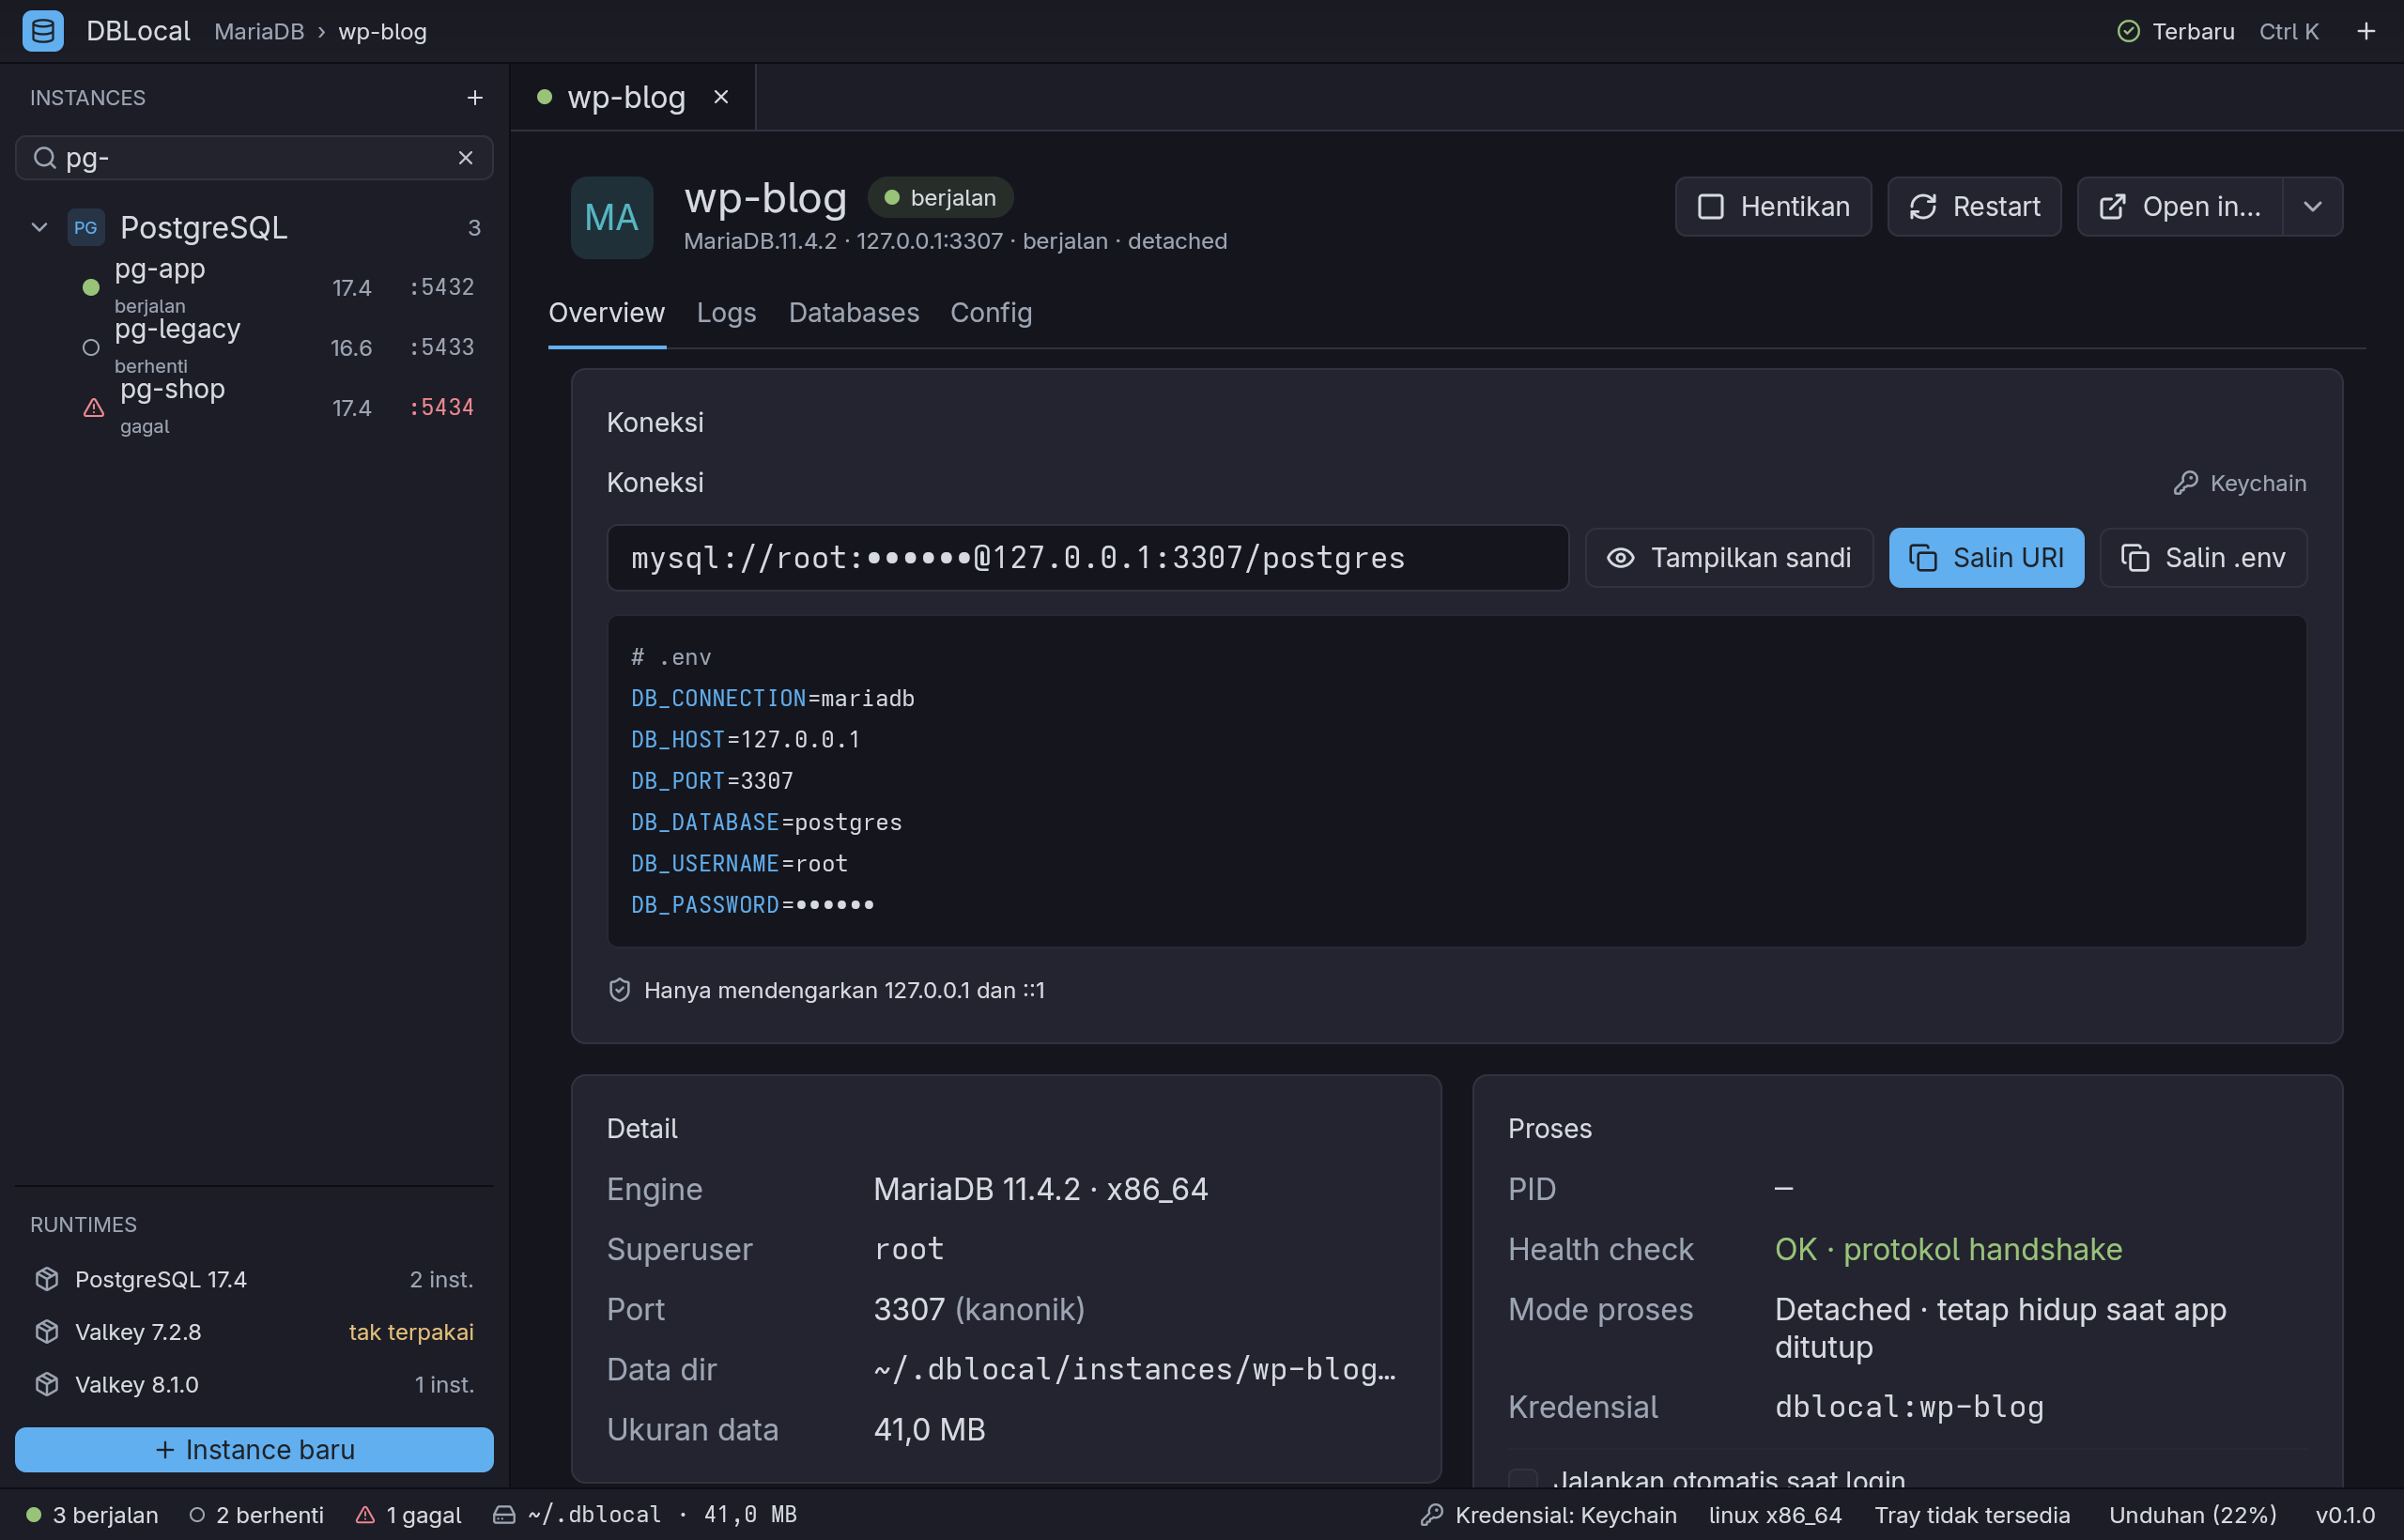 DBLocal MariaDB › wp-blog
Terbaru Ctrl K
INSTANCES
pg-
PG PostgreSQL 3
pg-app 17.4 :5432
berjalan
pg-legacy 16.6 :5433
berhenti
pg-shop 17.4 :5434
gagal
RUNTIMES
PostgreSQL 17.4 2 inst.
Valkey 7.2.8 tak terpakai
Valkey 8.1.0 1 inst.
+ Instance baru
wp-blog
MA wp-blog berjalan
MariaDB.11.4.2 · 127.0.0.1:3307 · berjalan · detached
Hentikan Restart Open in...
Overview Logs Databases Config
Koneksi
Koneksi Keychain
mysql://root:••••••@127.0.0.1:3307/postgres
Tampilkan sandi Salin URI Salin .env
# .env
DB_CONNECTION=mariadb
DB_HOST=127.0.0.1
DB_PORT=3307
DB_DATABASE=postgres
DB_USERNAME=root
DB_PASSWORD=••••••
Hanya mendengarkan 127.0.0.1 dan ::1
Detail
Engine MariaDB 11.4.2 · x86_64
Superuser root
Port 3307 (kanonik)
Data dir ~/.dblocal/instances/wp-blog…
Ukuran data 41,0 MB
Proses
PID —
Health check OK · protokol handshake
Mode proses Detached · tetap hidup saat app
ditutup
Kredensial dblocal:wp-blog
Jalankan otomatis saat login
3 berjalan 2 berhenti 1 gagal ~/.dblocal · 41,0 MB
Kredensial: Keychain linux x86_64 Tray tidak tersedia Unduhan (22%) v0.1.0